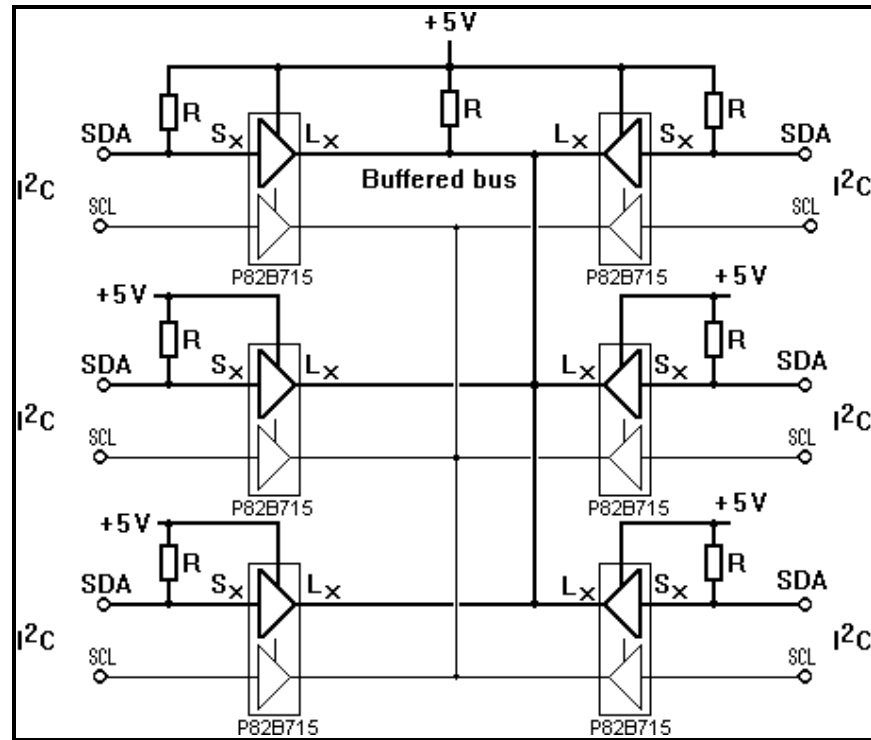 +5V
R R R
SDA Sx Lx Lx Sx SDA
I²C Buffered bus I²C
SCL SCL
P82B715 P82B715
+5V +5V
R R
SDA Sx Lx Lx Sx SDA
I²C I²C
SCL SCL
P82B715 P82B715
+5V +5V
R R
SDA Sx Lx Lx Sx SDA
I²C I²C
SCL SCL
P82B715 P82B715